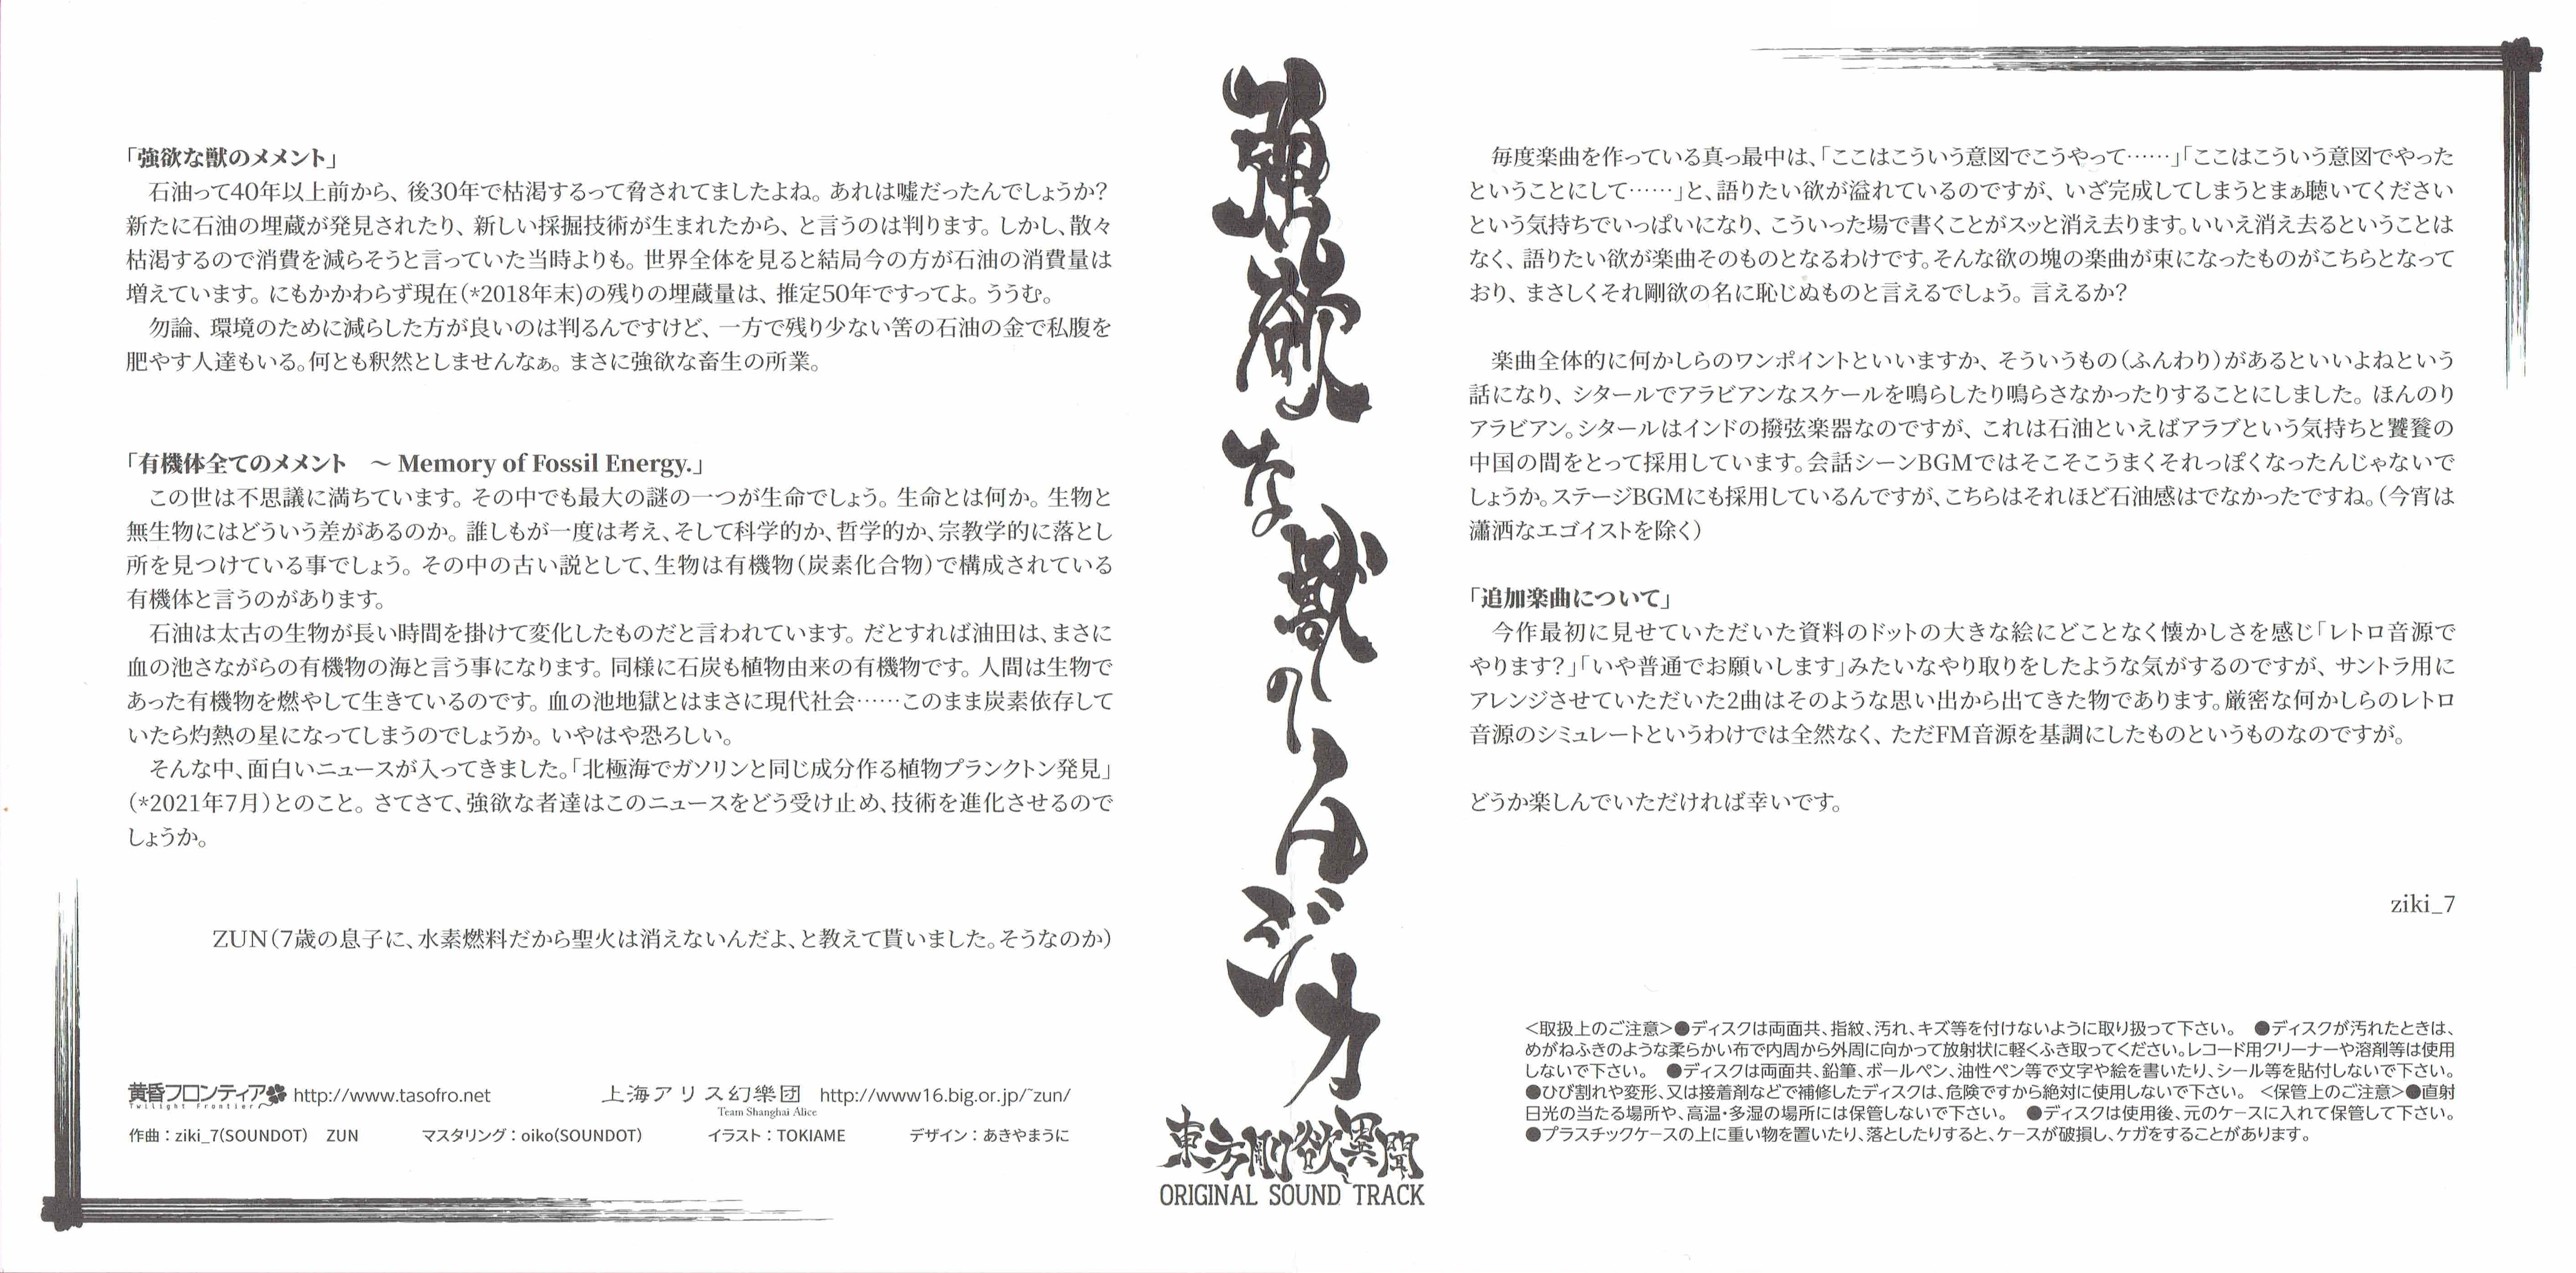 「強欲な獣のメメント」
　石油って40年以上前から、後30年で枯渇するって脅されてましたよね。あれは嘘だったんでしょうか？
新たに石油の埋蔵が発見されたり、新しい採掘技術が生まれたから、と言うのは判ります。しかし、散々
枯渇するので消費を減らそうと言っていた当時よりも。世界全体を見ると結局今の方が石油の消費量は
増えています。にもかかわらず現在(*2018年末)の残りの埋蔵量は、推定50年ですってよ。ううむ。
　勿論、環境のために減らした方が良いのは判るんですけど、一方で残り少ない筈の石油の金で私腹を
肥やす人達もいる。何とも釈然としませんなぁ。まさに強欲な畜生の所業。
「有機体全てのメメント　～ Memory of Fossil Energy.」
　この世は不思議に満ちています。その中でも最大の謎の一つが生命でしょう。生命とは何か。生物と
無生物にはどういう差があるのか。誰しもが一度は考え、そして科学的か、哲学的か、宗教学的に落とし
所を見つけている事でしょう。その中の古い説として、生物は有機物（炭素化合物）で構成されている
有機体と言うのがあります。
　石油は太古の生物が長い時間を掛けて変化したものだと言われています。だとすれば油田は、まさに
血の池さながらの有機物の海と言う事になります。同様に石炭も植物由来の有機物です。人間は生物で
あった有機物を燃やして生きているのです。血の池地獄とはまさに現代社会……このまま炭素依存して
いたら灼熱の星になってしまうのでしょうか。いやはや恐ろしい。
　そんな中、面白いニュースが入ってきました。「北極海でガソリンと同じ成分作る植物プランクトン発見」
（*2021年7月）とのこと。さてさて、強欲な者達はこのニュースをどう受け止め、技術を進化させるので
しょうか。
ZUN（7歳の息子に、水素燃料だから聖火は消えないんだよ、と教えて貰いました。そうなのか）
黄昏フロンティア http://www.tasofro.net　上海アリス幻樂団　http://www16.big.or.jp/~zun/
Twilight Frontier　Team Shanghai Alice
作曲：ziki_7(SOUNDOT)　ZUN　マスタリング：oiko(SOUNDOT)　イラスト：TOKIAME　デザイン：あきやまうに
強欲な獣のメメント
東方剛欲異聞
ORIGINAL SOUND TRACK
　毎度楽曲を作っている真っ最中は、「ここはこういう意図でこうやって……」「ここはこういう意図でやった
ということにして……」と、語りたい欲が溢れているのですが、いざ完成してしまうとまぁ聴いてください
という気持ちでいっぱいになり、こういった場で書くことがスッと消え去ります。いいえ消え去るということは
なく、語りたい欲が楽曲そのものとなるわけです。そんな欲の塊の楽曲が束になったものがこちらとなって
おり、まさしくそれ剛欲の名に恥じぬものと言えるでしょう。言えるか？
　楽曲全体的に何かしらのワンポイントといいますか、そういうもの（ふんわり）があるといいよねという
話になり、シタールでアラビアンなスケールを鳴らしたり鳴らさなかったりすることにしました。ほんのり
アラビアン。シタールはインドの撥弦楽器なのですが、これは石油といえばアラブという気持ちと饕餮の
中国の間をとって採用しています。会話シーンBGMではそこそこうまくそれっぽくなったんじゃないで
しょうか。ステージBGMにも採用しているんですが、こちらはそれほど石油感はでなかったですね。（今宵は
瀟洒なエゴイストを除く）
「追加楽曲について」
　今作最初に見せていただいた資料のドットの大きな絵にどことなく懐かしさを感じ「レトロ音源で
やります？」「いや普通でお願いします」みたいなやり取りをしたような気がするのですが、サントラ用に
アレンジさせていただいた2曲はそのような思い出から出てきた物であります。厳密な何かしらのレトロ
音源のシミュレートというわけでは全然なく、ただFM音源を基調にしたものというものなのですが。
どうか楽しんでいただければ幸いです。
ziki_7
＜取扱上のご注意＞●ディスクは両面共、指紋、汚れ、キズ等を付けないように取り扱って下さい。　●ディスクが汚れたときは、
めがねふきのような柔らかい布で内周から外周に向かって放射状に軽くふき取ってください。レコード用クリーナーや溶剤等は使用
しないで下さい。　●ディスクは両面共、鉛筆、ボールペン、油性ペン等で文字や絵を書いたり、シール等を貼付しないで下さい。
●ひび割れや変形、又は接着剤などで補修したディスクは、危険ですから絶対に使用しないで下さい。　＜保管上のご注意＞●直射
日光の当たる場所や、高温・多湿の場所には保管しないで下さい。　●ディスクは使用後、元のケースに入れて保管して下さい。
●プラスチックケースの上に重い物を置いたり、落としたりすると、ケースが破損し、ケガをすることがあります。